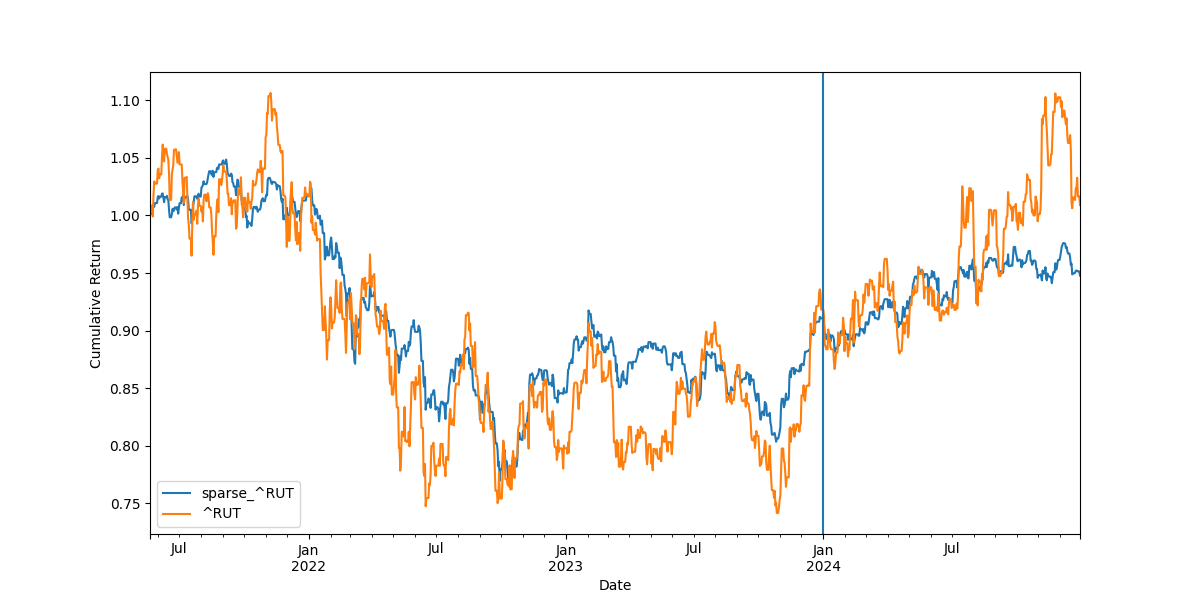 Cumulative Return
1.10
1.05
1.00
0.95
0.90
0.85
0.80
0.75
sparse_^RUT
^RUT
Jul Jan Jul Jan Jul Jan Jul
2022 2023 2024
Date